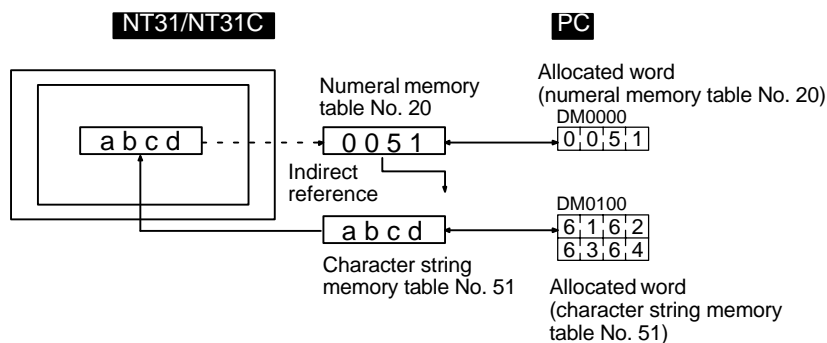 NT31/NT31C
PC
Numeral memory
table No. 20
Allocated word
(numeral memory table No. 20)
DM0000
a b c d
0 0 5 1
0 0 5 1
Indirect
reference
DM0100
a b c d
6 1 6 2
6 3 6 4
Character string
memory table No. 51
Allocated word
(character string memory
table No. 51)